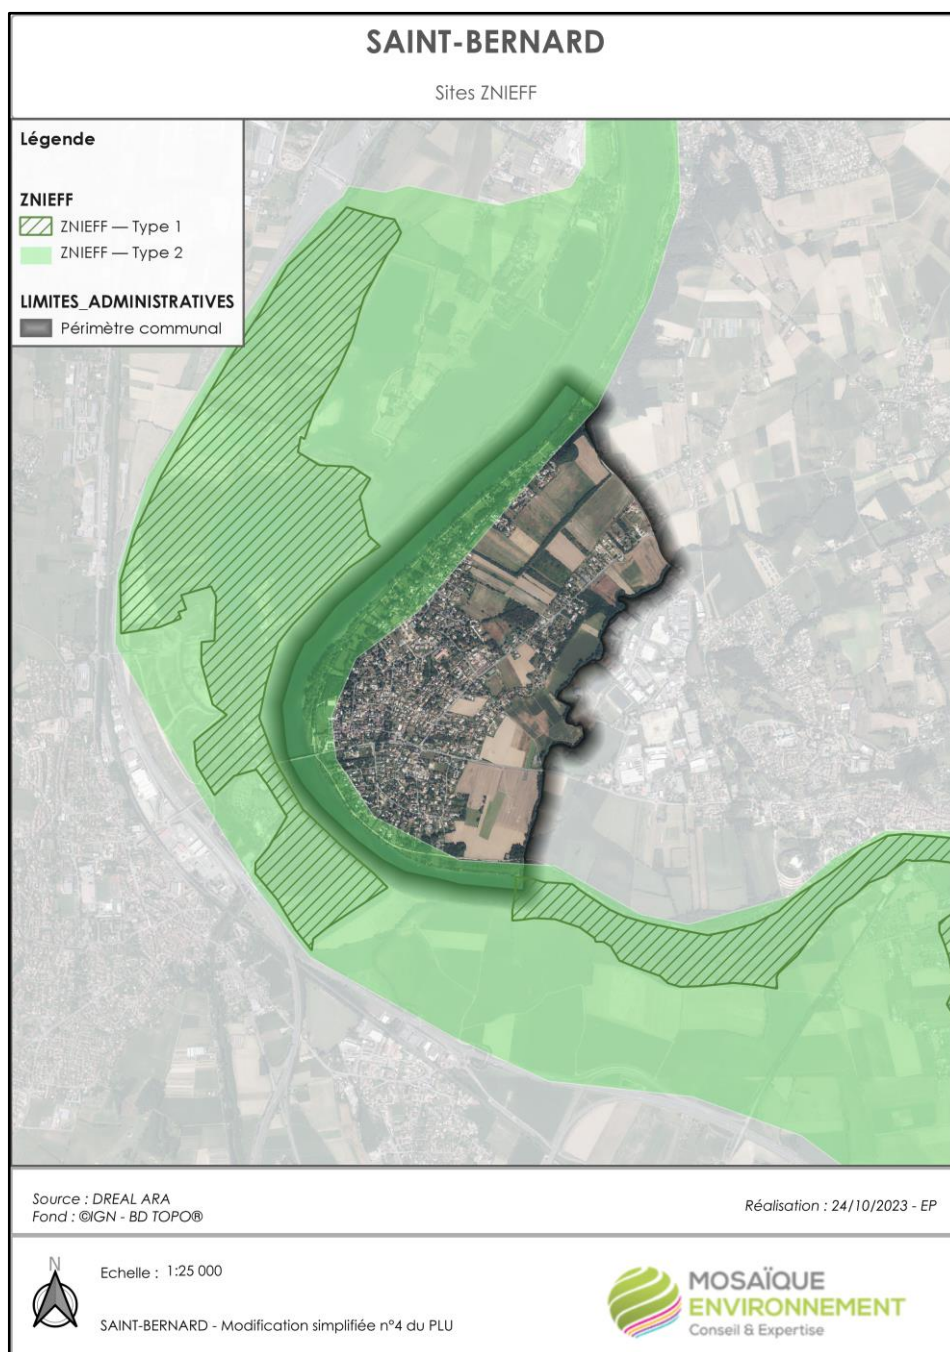 SAINT-BERNARD
Sites ZNIEFF
Légende
ZNIEFF
ZNIEFF — Type 1
ZNIEFF — Type 2
LIMITES_ADMINISTRATIVES
Périmètre communal
Source : DREAL ARA
Fond : ©IGN - BD TOPO®
Réalisation : 24/10/2023 - EP
N
Echelle : 1:25 000
SAINT-BERNARD - Modification simplifiée n°4 du PLU
MOSAÏQUE
ENVIRONNEMENT
Conseil & Expertise